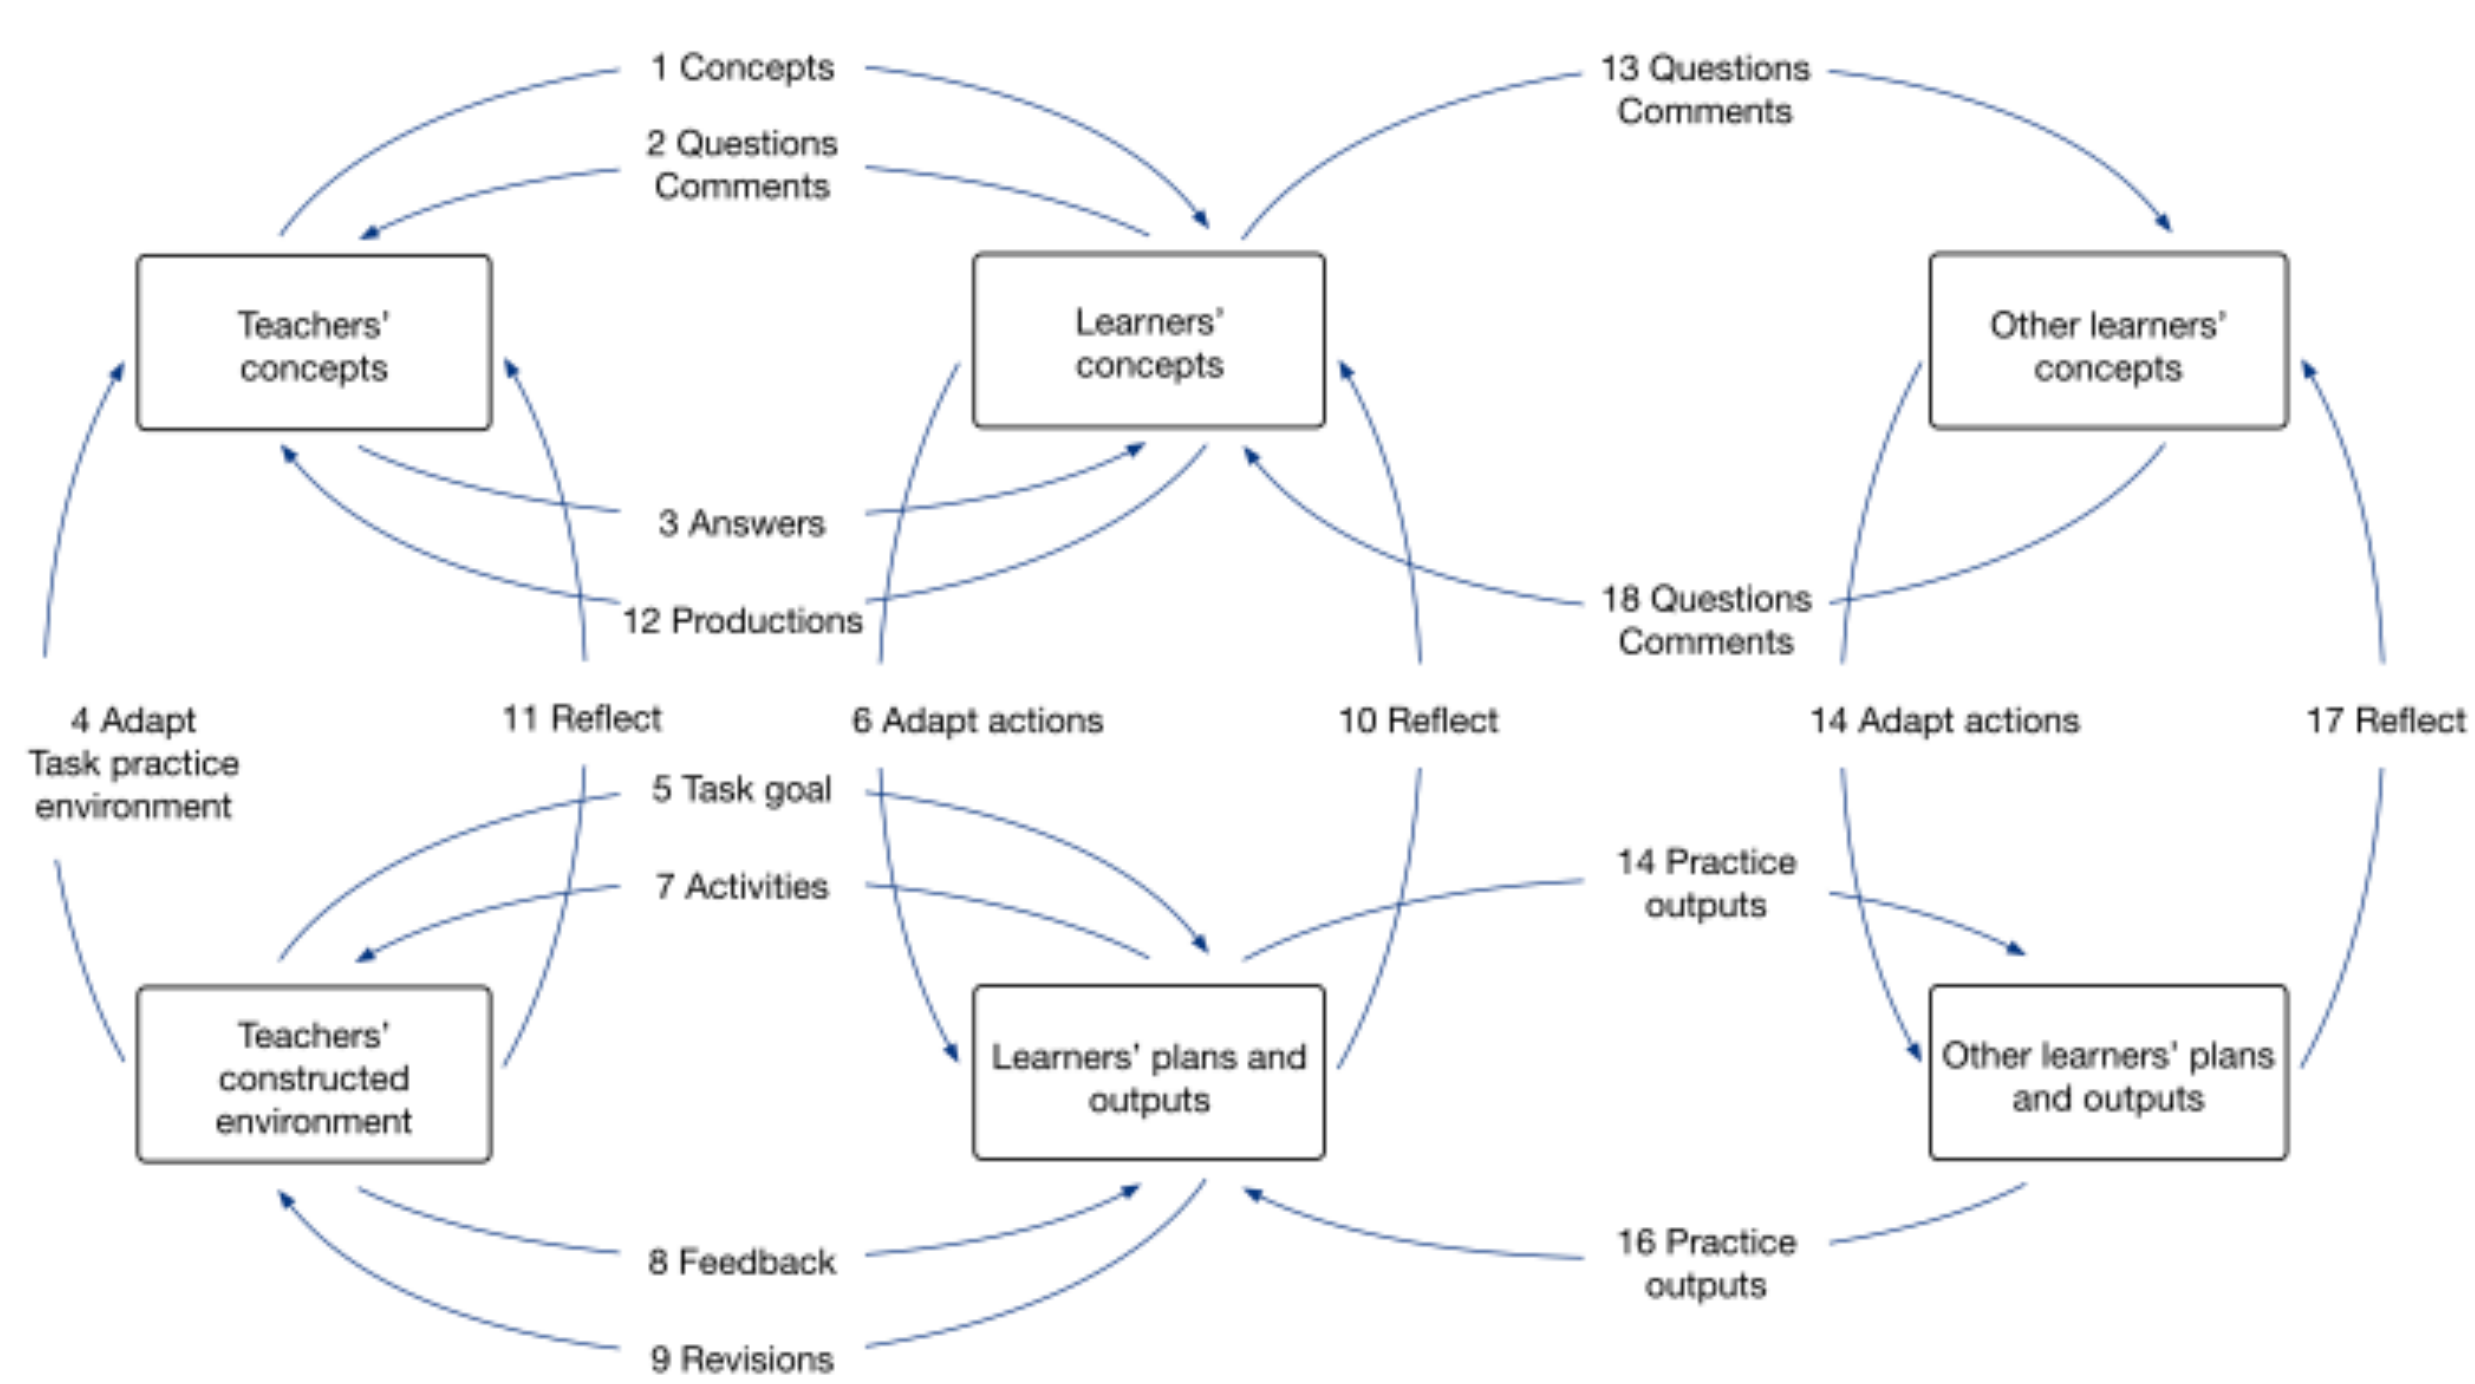 1 Concepts
13 Questions
Comments
2 Questions
Comments
Teachers'
concepts
Learners'
concepts
Other learners'
concepts
3 Answers
12 Productions
18 Questions
Comments
4 Adapt
Task practice
environment
11 Reflect
6 Adapt actions
10 Reflect
14 Adapt actions
17 Reflect
5 Task goal
7 Activities
14 Practice
outputs
Teachers'
constructed
environment
Learners' plans and
outputs
Other learners' plans
and outputs
8 Feedback
16 Practice
outputs
9 Revisions